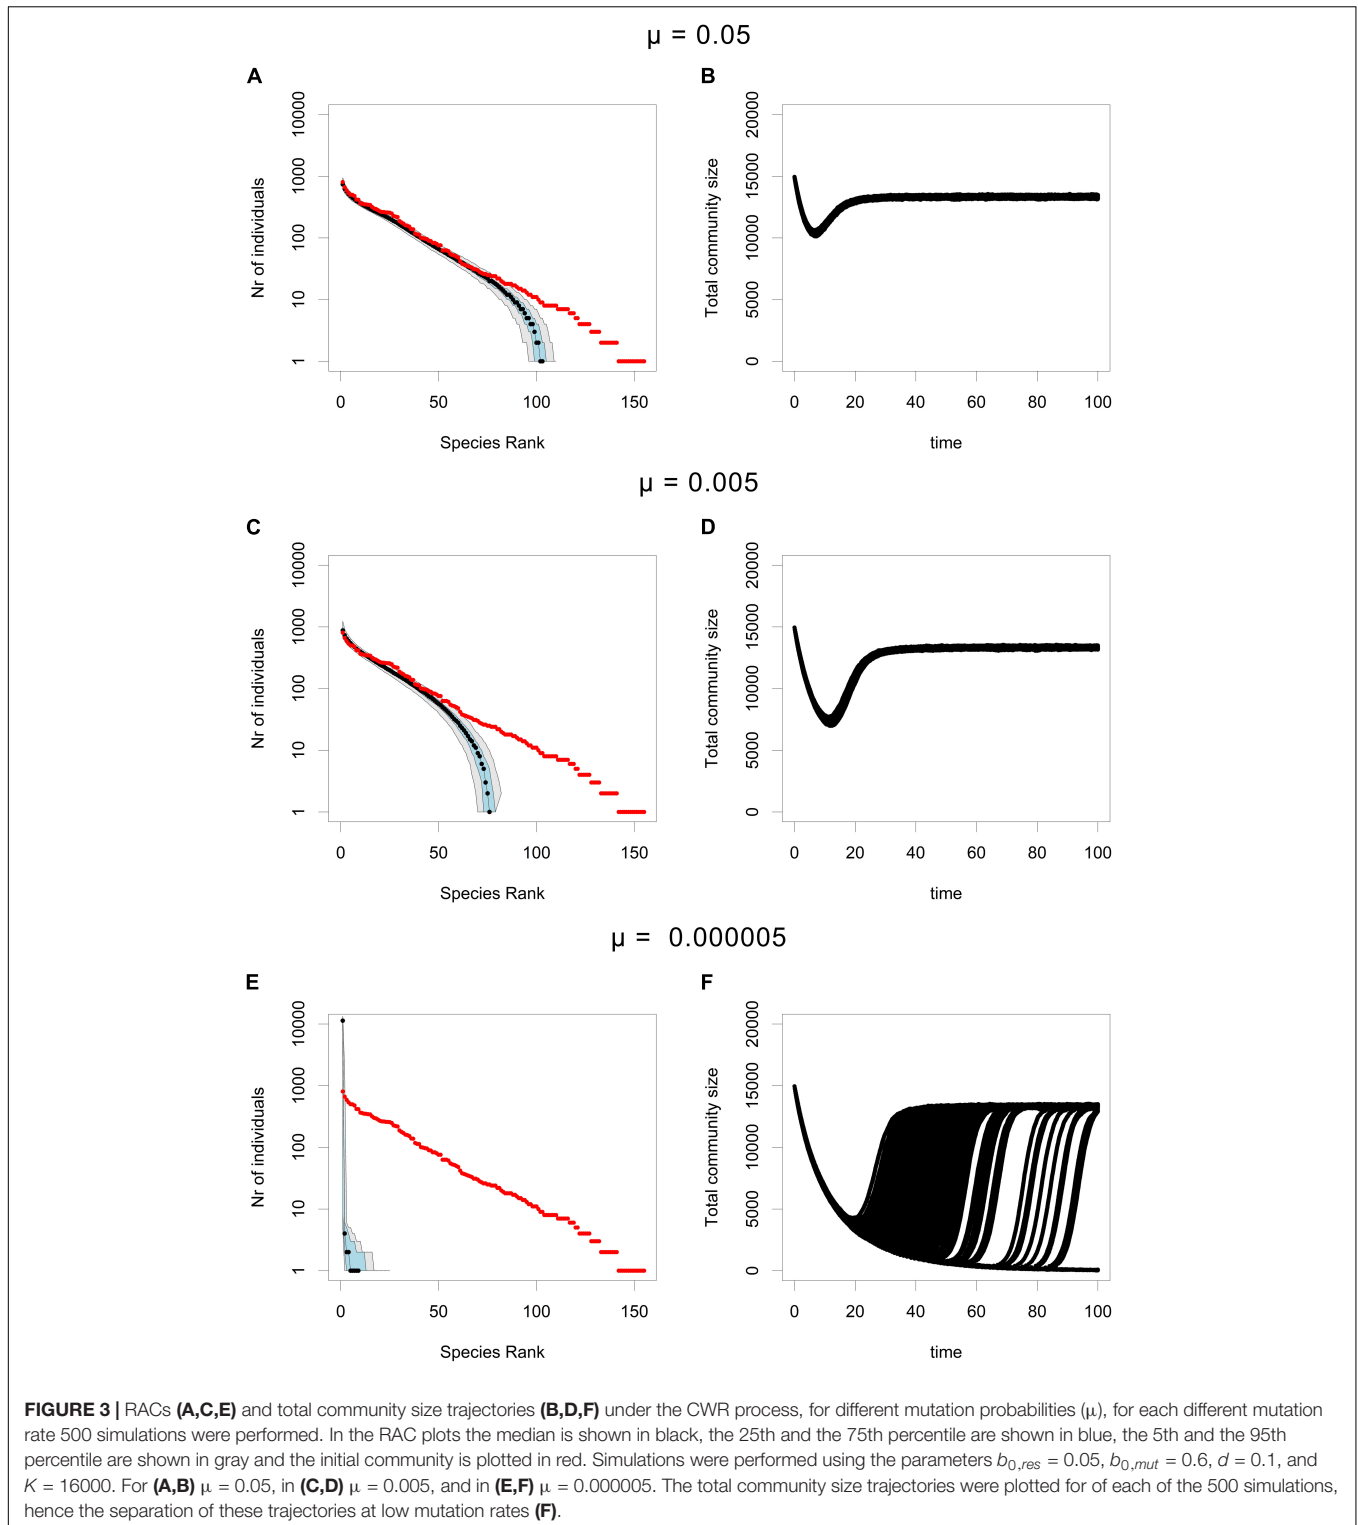 μ = 0.05
A
B
Nr of individuals
10000
1000
100
10
1
0
50
100
150
Species Rank
Total community size
20000
15000
10000
5000
0
0
20
40
60
80
100
time
μ = 0.005
C
D
Nr of individuals
10000
1000
100
10
1
0
50
100
150
Species Rank
Total community size
20000
15000
10000
5000
0
0
20
40
60
80
100
time
μ = 0.000005
E
F
Nr of individuals
10000
1000
100
10
1
0
50
100
150
Species Rank
Total community size
20000
15000
10000
5000
0
0
20
40
60
80
100
time
FIGURE 3 | RACs (A,C,E) and total community size trajectories (B,D,F) under the CWR process, for different mutation probabilities (μ), for each different mutation
rate 500 simulations were performed. In the RAC plots the median is shown in black, the 25th and the 75th percentile are shown in blue, the 5th and the 95th
percentile are shown in gray and the initial community is plotted in red. Simulations were performed using the parameters b0,res = 0.05, b0,mut = 0.6, d = 0.1, and
K = 16000. For (A,B) μ = 0.05, in (C,D) μ = 0.005, and in (E,F) μ = 0.000005. The total community size trajectories were plotted for of each of the 500 simulations,
hence the separation of these trajectories at low mutation rates (F).